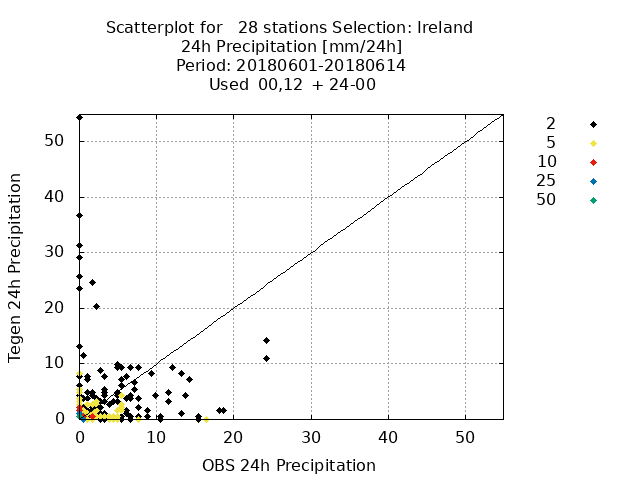 Scatterplot for 28 stations Selection: Ireland
24h Precipitation [mm/24h]
Period: 20180601-20180614
Used 00,12 + 24-00
2
5
10
25
50
Tegen 24h Precipitation
50
40
30
20
10
0
0 10 20 30 40 50
OBS 24h Precipitation